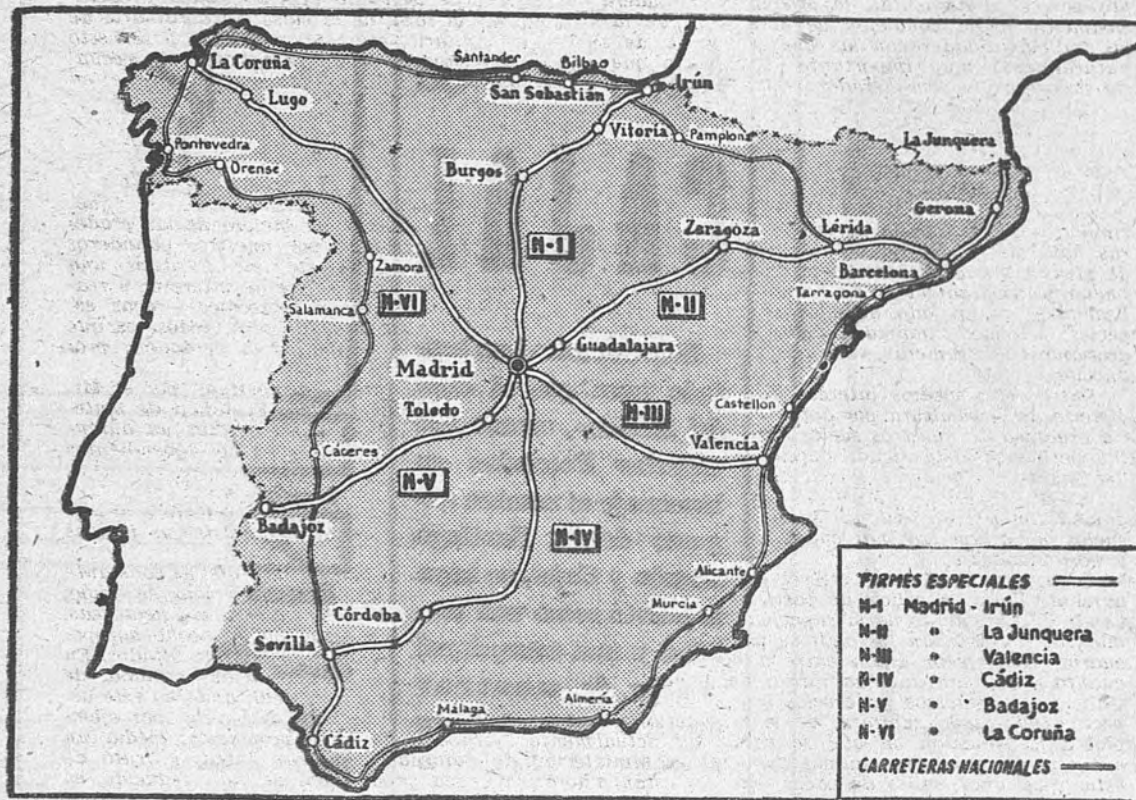 La Coruña
Santander
Bilbao
San Sebastián
Irún
Lugo
Vitoria
Pamplona
La Junquera
Pontevedra
Orense
Burgos
Gerona
Zaragoza
Lérida
N-I
Zamora
Barcelona
Tarragona
N-VI
N-II
Salamanca
Guadalajara
Madrid
Toledo
N-III
Castellon
Valencia
Cáceres
N-V
Badajoz
N-IV
Alicante
Murcia
Córdoba
Sevilla
Almería
Malaga
Cádiz
FIRMES ESPECIALES
N-I Madrid - Irún
N-II " La Junquera
N-III " Valencia
N-IV " Cádiz
N-V " Badajoz
N-VI " La Coruña
CARRETERAS NACIONALES